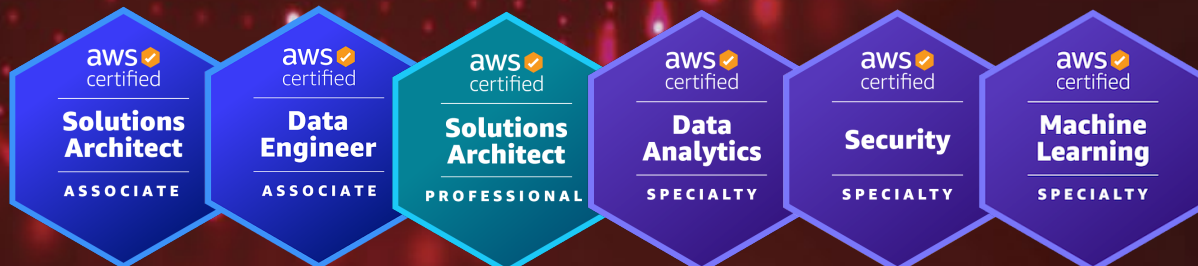 aws
certified
Solutions
Architect
ASSOCIATE
aws
certified
Data
Engineer
ASSOCIATE
aws
certified
Solutions
Architect
PROFESSIONAL
aws
certified
Data
Analytics
SPECIALTY
aws
certified
Security
SPECIALTY
aws
certified
Machine
Learning
SPECIALTY